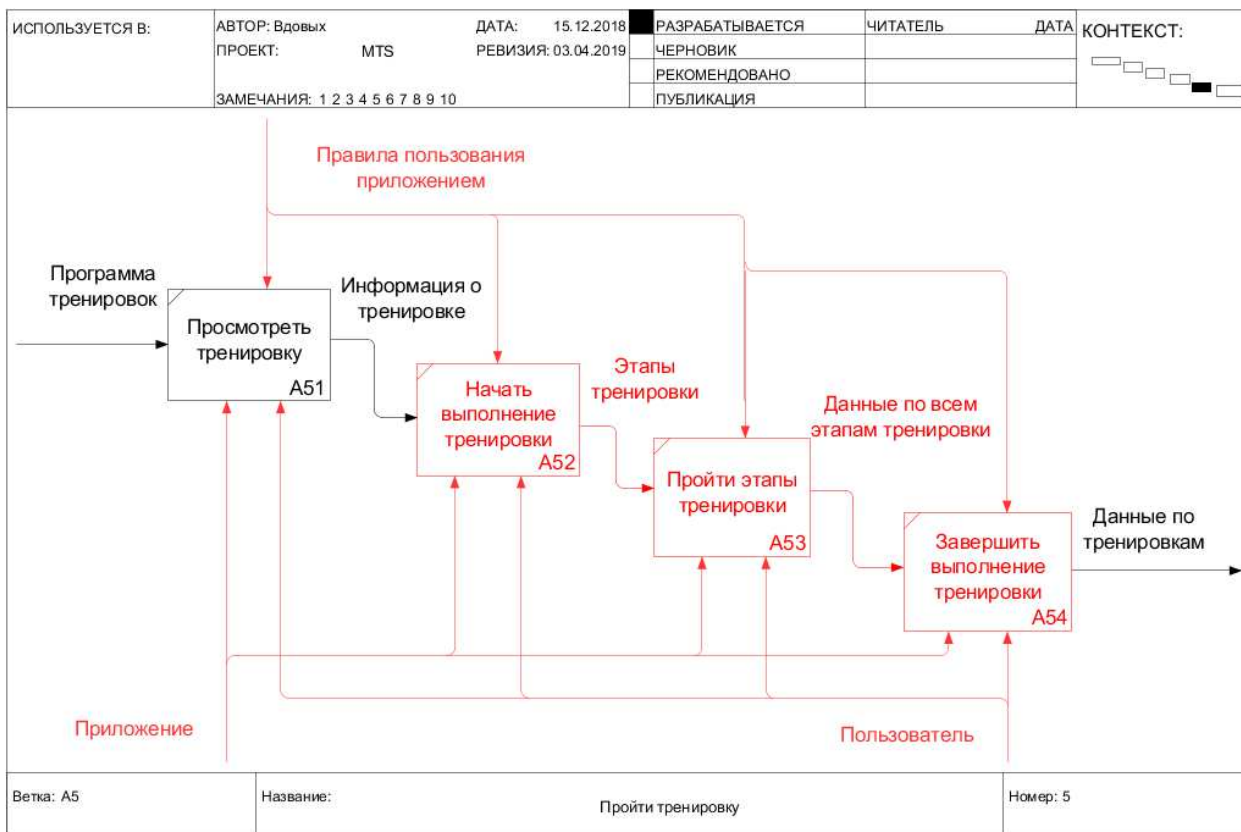 ИСПОЛЬЗУЕТСЯ В:
АВТОР: Вдовых
ДАТА: 15.12.2018
РАЗРАБАТЫВАЕТСЯ
ЧИТАТЕЛЬ
ДАТА
КОНТЕКСТ:
ПРОЕКТ: MTS
РЕВИЗИЯ: 03.04.2019
ЧЕРНОВИК
РЕКОМЕНДОВАНО
ЗАМЕЧАНИЯ: 1 2 3 4 5 6 7 8 9 10
ПУБЛИКАЦИЯ
Правила пользования
приложением
Программа
тренировок
Информация о
тренировке
Просмотреть
тренировку
A51
Этапы
тренировки
Начать
выполнение
тренировки
A52
Данные по всем
этапам тренировки
Пройти этапы
тренировки
A53
Данные по
тренировкам
Завершить
выполнение
тренировки
A54
Приложение
Пользователь
Ветка: A5
Название:
Пройти тренировку
Номер: 5